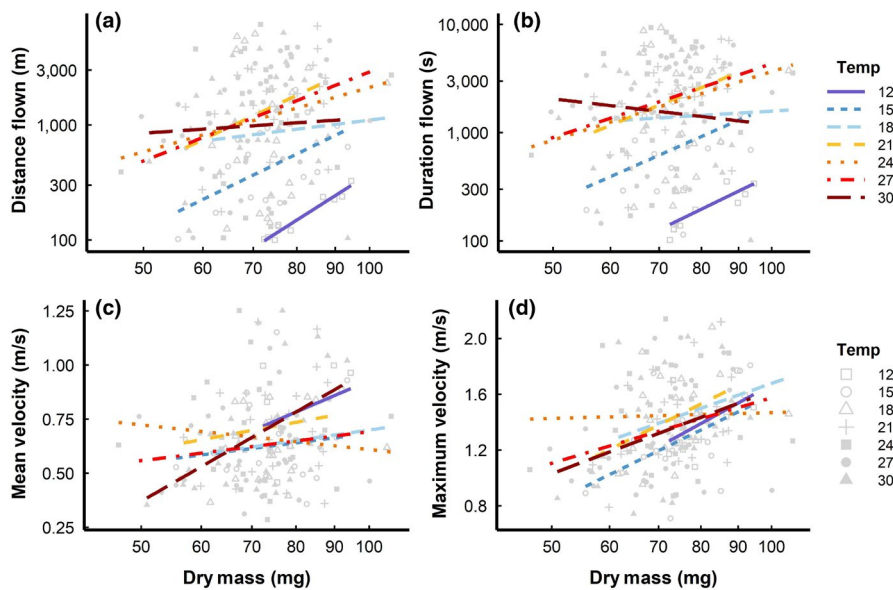 (a)
Distance flown (m)
3,000
1,000
300
100
50 60 70 80 100
(b)
Duration flown (s)
10,000
3,000
1,000
300
100
50 60 70 80 100
Temp
12
15
18
21
24
27
30
(c)
Mean velocity (m/s)
1.25
1.00
0.75
0.50
0.25
50 60 70 80 100
Dry mass (mg)
(d)
Maximum velocity (m/s)
2.0
1.6
1.2
0.8
50 60 70 80 100
Dry mass (mg)
Temp
12
15
18
21
24
27
30